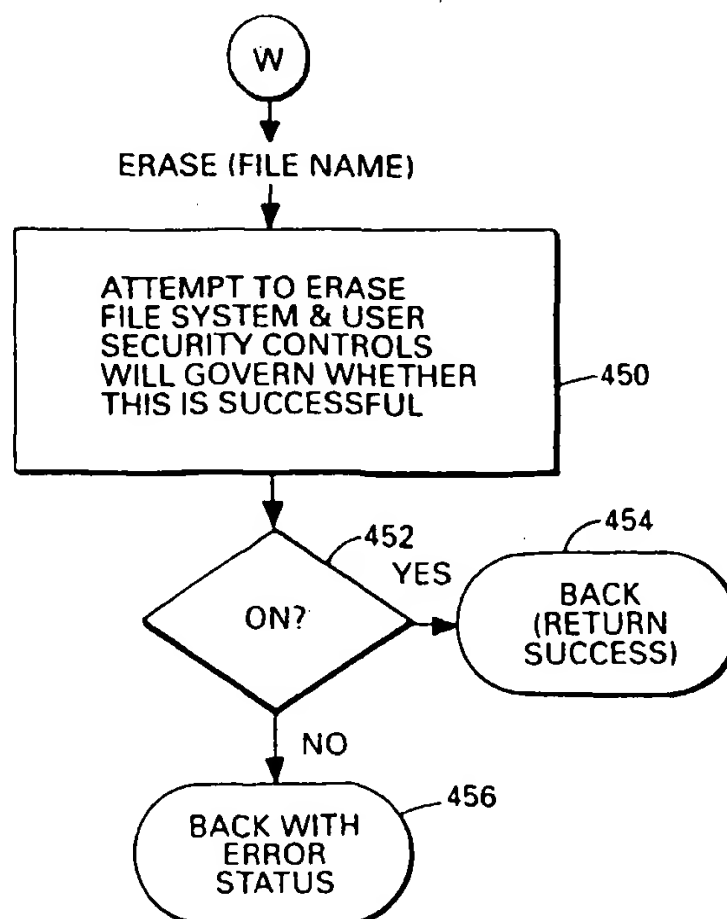 W
ERASE (FILE NAME)
ATTEMPT TO ERASE
FILE SYSTEM & USER
SECURITY CONTROLS
WILL GOVERN WHETHER
THIS IS SUCCESSFUL
450
452
ON?
YES
454
BACK
(RETURN
SUCCESS)
NO
456
BACK WITH
ERROR
STATUS